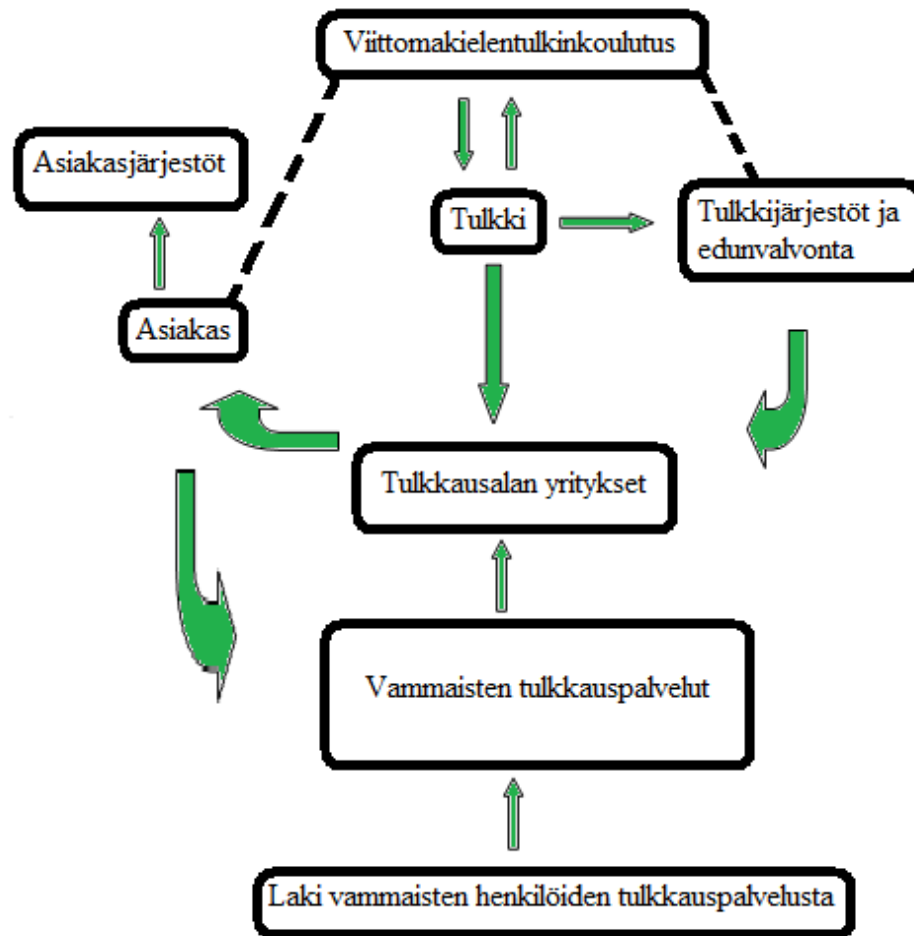 Viittomakielentulkinkoulutus
Asiakasjärjestöt
Tulkki
Tulkkijärjestöt ja
edunvalvonta
Asiakas
Tulkkausalan yritykset
Vammaisten tulkkauspalvelut
Laki vammaisten henkilöiden tulkkauspalvelusta